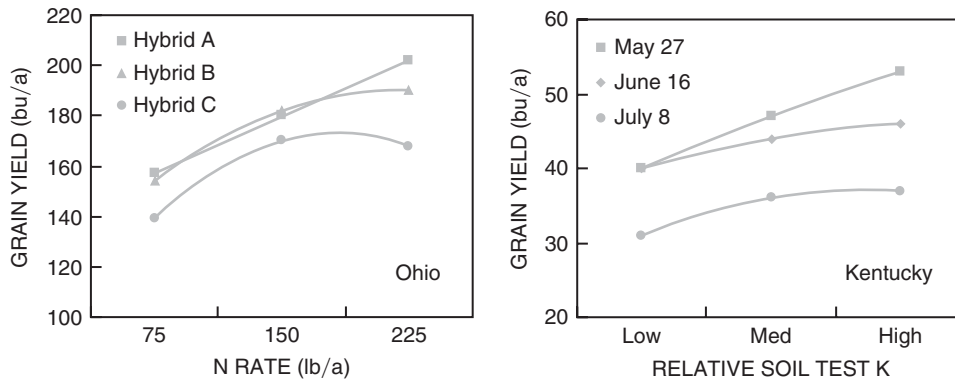 220
200
180
160
140
120
100
GRAIN YIELD (bu/a)
Hybrid A
Hybrid B
Hybrid C
Ohio
75 150 225
N RATE (lb/a)
60
50
40
30
20
GRAIN YIELD (bu/a)
May 27
June 16
July 8
Kentucky
Low Med High
RELATIVE SOIL TEST K